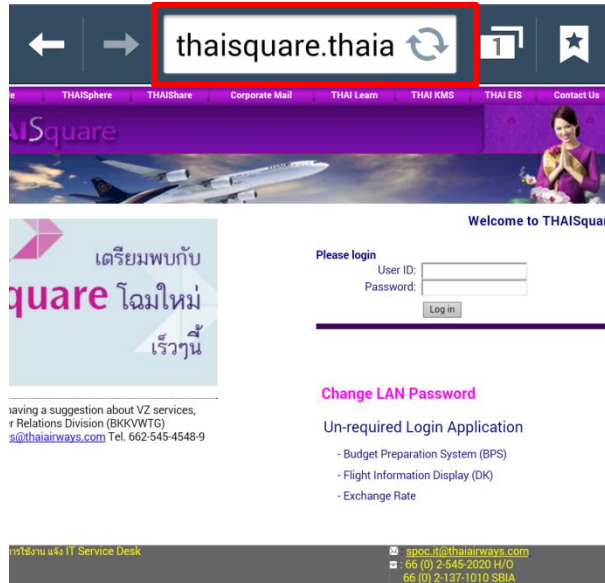 thaisquare.thaia
1
THAISphere THAIShare Corporate Mail THAI Learn THAI KMS THAI EIS Contact Us
AISquare
Welcome to THAISquar
เตรียมพบกับ
quare โฉมใหม่
เร็วๆนี้
Please login
User ID:
Password:
Log in
Change LAN Password
having a suggestion about VZ services,
r Relations Division (BKKVWTG)
s@thaiairways.com Tel. 662-545-4548-9
Un-required Login Application
- Budget Preparation System (BPS)
- Flight Information Display (DK)
- Exchange Rate
การใช้งาน แจ้ง IT Service Desk
: spoc.it@thaiairways.com
: 66 (0) 2-545-2020 H/O
66 (0) 2-137-1010 SBIA